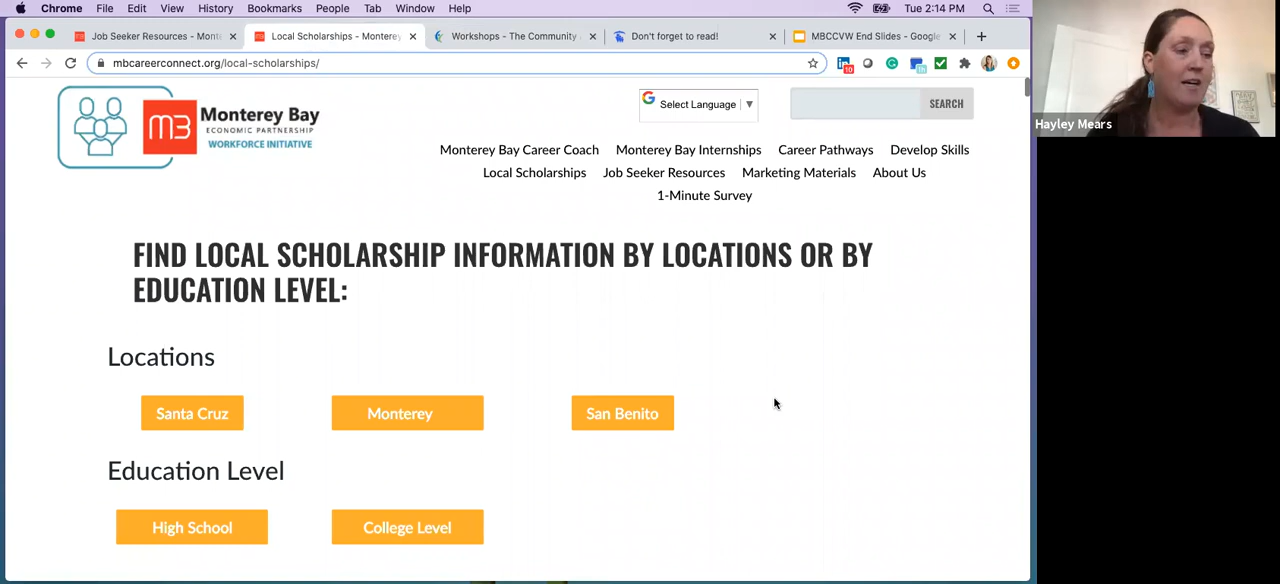 Chrome File Edit View History Bookmarks People Tab Window Help Tue 2:14 PM
Job Seeker Resources - Mont Local Scholarships - Monterey Workshops - The Community Don't forget to read! MBCCVW End Slides - Google
mbcareerconnect.org/local-scholarships/
10
Hayley Mears
m3 Monterey Bay
ECONOMIC PARTNERSHIP
WORKFORCE INITIATIVE
G Select Language ▼ SEARCH
Monterey Bay Career Coach Monterey Bay Internships Career Pathways Develop Skills
Local Scholarships Job Seeker Resources Marketing Materials About Us
1-Minute Survey
FIND LOCAL SCHOLARSHIP INFORMATION BY LOCATIONS OR BY
EDUCATION LEVEL:
Locations
Santa Cruz Monterey San Benito
Education Level
High School College Level